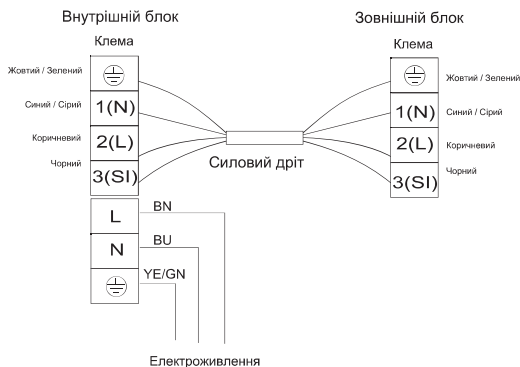 Внутрішній блок
Клема
Жовтий / Зелений
Синий / Сірий
1(N)
Коричневий
2(L)
Чорний
3(SI)
L
BN
N
BU
YE/GN
Електроживлення
Силовий дріт
Зовнішній блок
Клема
Жовтий / Зелений
1(N)
Синий / Сірий
2(L)
Коричневий
Чорний
3(SI)